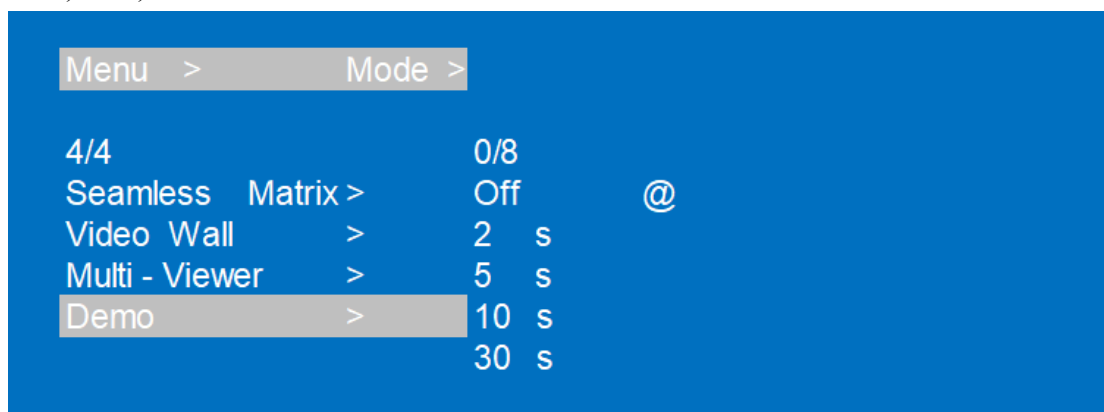 Menu > Mode >
4/4 0/8
Seamless Matrix > Off @
Video Wall > 2 s
Multi - Viewer > 5 s
Demo > 10 s
30 s